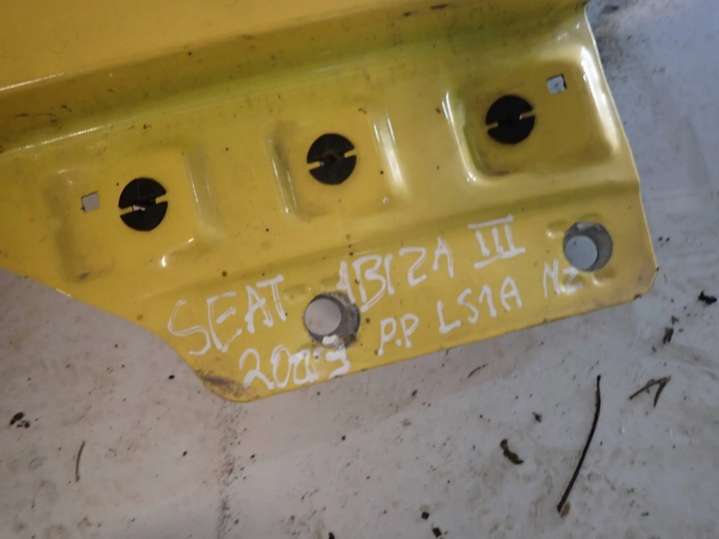 SEAT IBIZA III
2003 P.P LS1A NZ